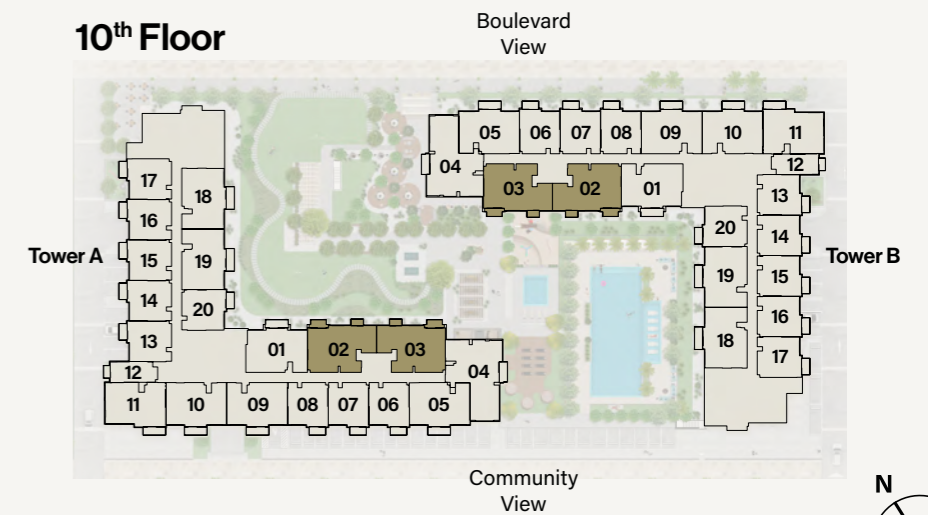 10th Floor
Boulevard
View
05 06 07 08 09 10 11
04
12
03 02 01
13
20
14
19
15
16
18
17
Tower B
17
18
16
Tower A
15
19
14
20
13
01 02 03
12
04
11 10 09 08 07 06 05
Community
View
N